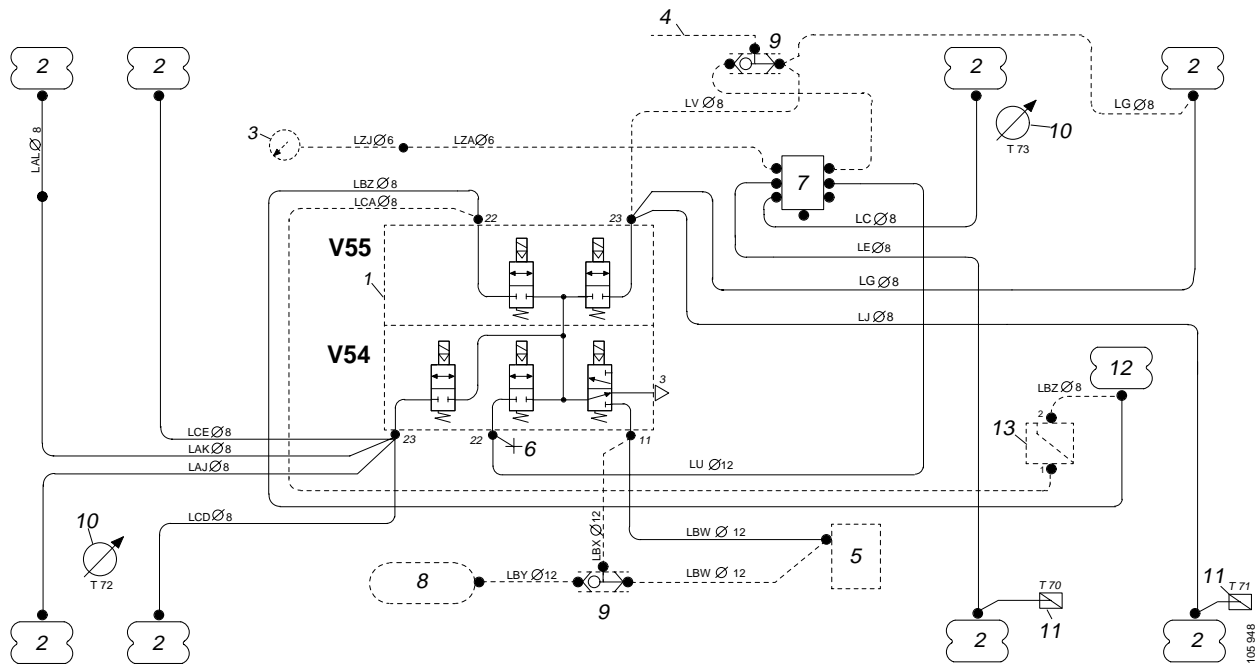 4
9
2
2
2
2
LV Ø 8
LG Ø 8
10
T 73
3
LZJ Ø 6
LZA Ø 6
LAL Ø 8
7
LBZ Ø 8
LCA Ø 8
22
23
LC Ø 8
V55
LE Ø 8
1
LG Ø 8
LJ Ø 8
V54
3
12
LBZ Ø 8
2
13
LCE Ø 8
23
22
6
11
LAK Ø 8
LAJ Ø 8
LU Ø 12
1
LCD Ø 8
10
T 72
LBX Ø 12
LBW Ø 12
5
8
LBY Ø 12
LBW Ø 12
9
T 70
11
11
T 71
2
2
2
2
105 948